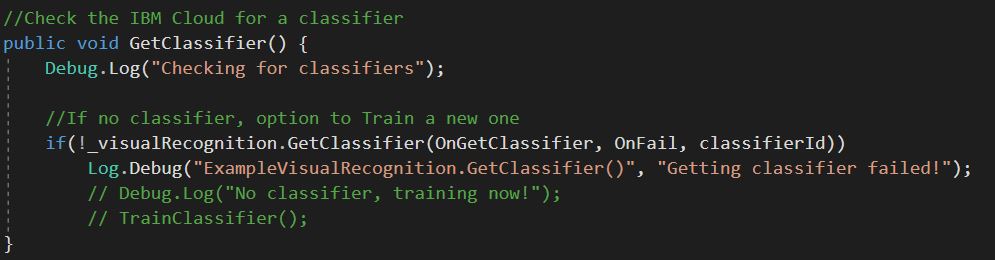 //Check the IBM Cloud for a classifier
public void GetClassifier() {
    Debug.Log("Checking for classifiers");

    //If no classifier, option to Train a new one
    if(!_visualRecognition.GetClassifier(OnGetClassifier, OnFail, classifierId))
        Log.Debug("ExampleVisualRecognition.GetClassifier()", "Getting classifier failed!");
        // Debug.Log("No classifier, training now!");
        // TrainClassifier();
}